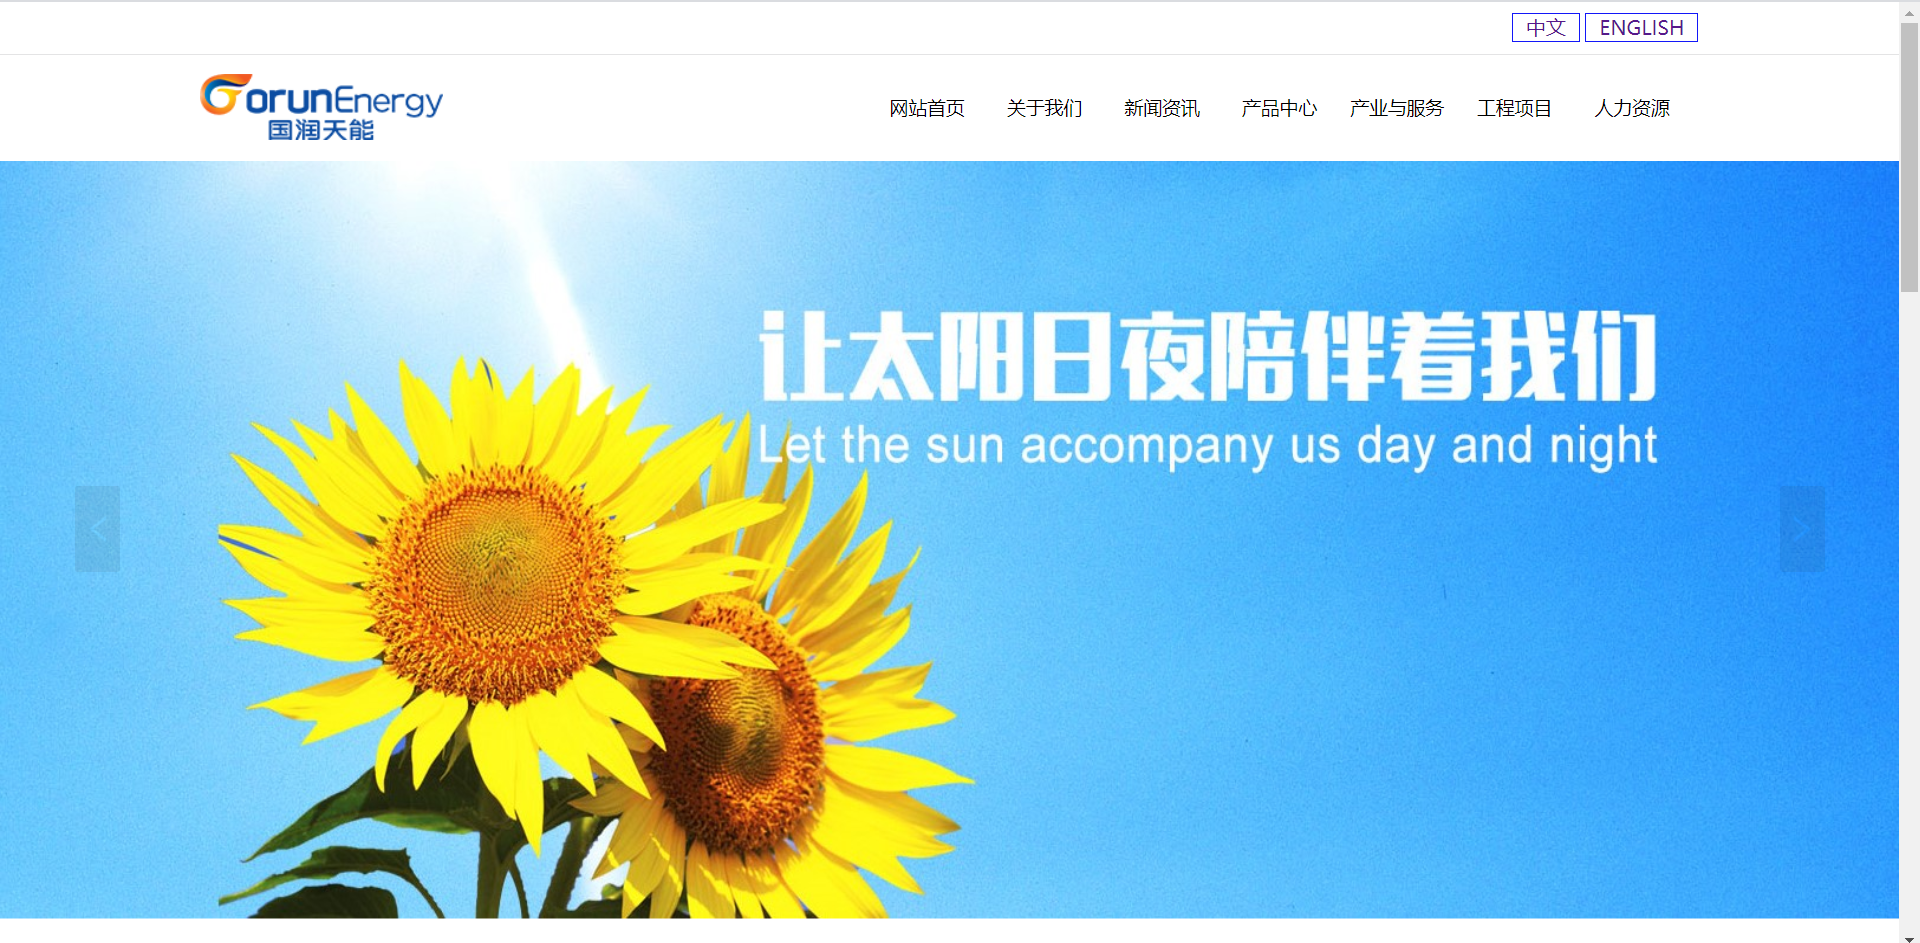 中文 ENGLISH
GorunEnergy
国润天能
网站首页 关于我们 新闻资讯 产品中心 产业与服务 工程项目 人力资源
让太阳日夜陪伴着我们
Let the sun accompany us day and night